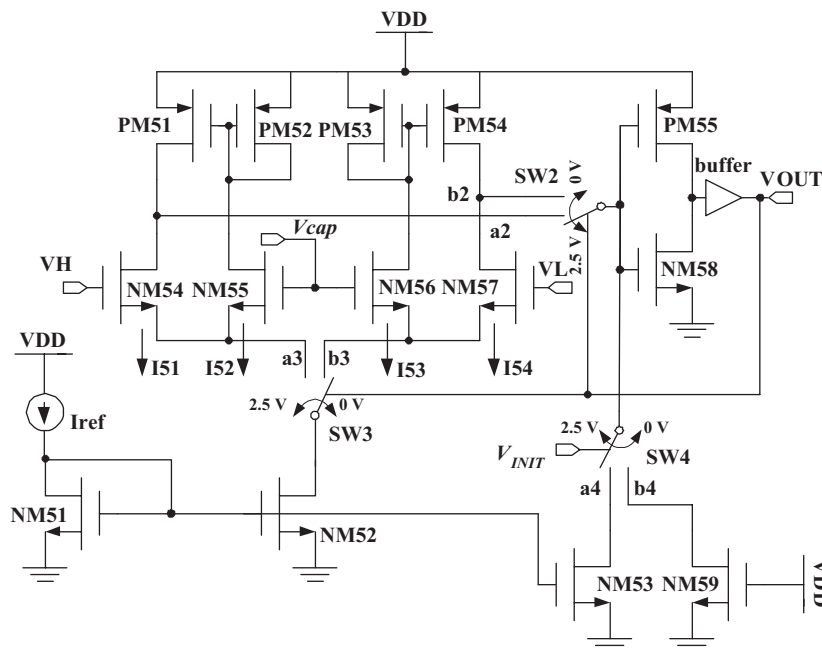 VDD
PM51
PM52
PM53
PM54
PM55
SW2
0 V
buffer
VOUT
b2
a2
2.5 V
Vcap
VH
NM54
NM55
NM56
NM57
VL
NM58
VDD
I51
I52
a3
b3
I53
I54
Iref
2.5 V
0 V
SW3
2.5 V
0 V
VINIT
SW4
a4
b4
NM51
NM52
NM53
NM59
VDD